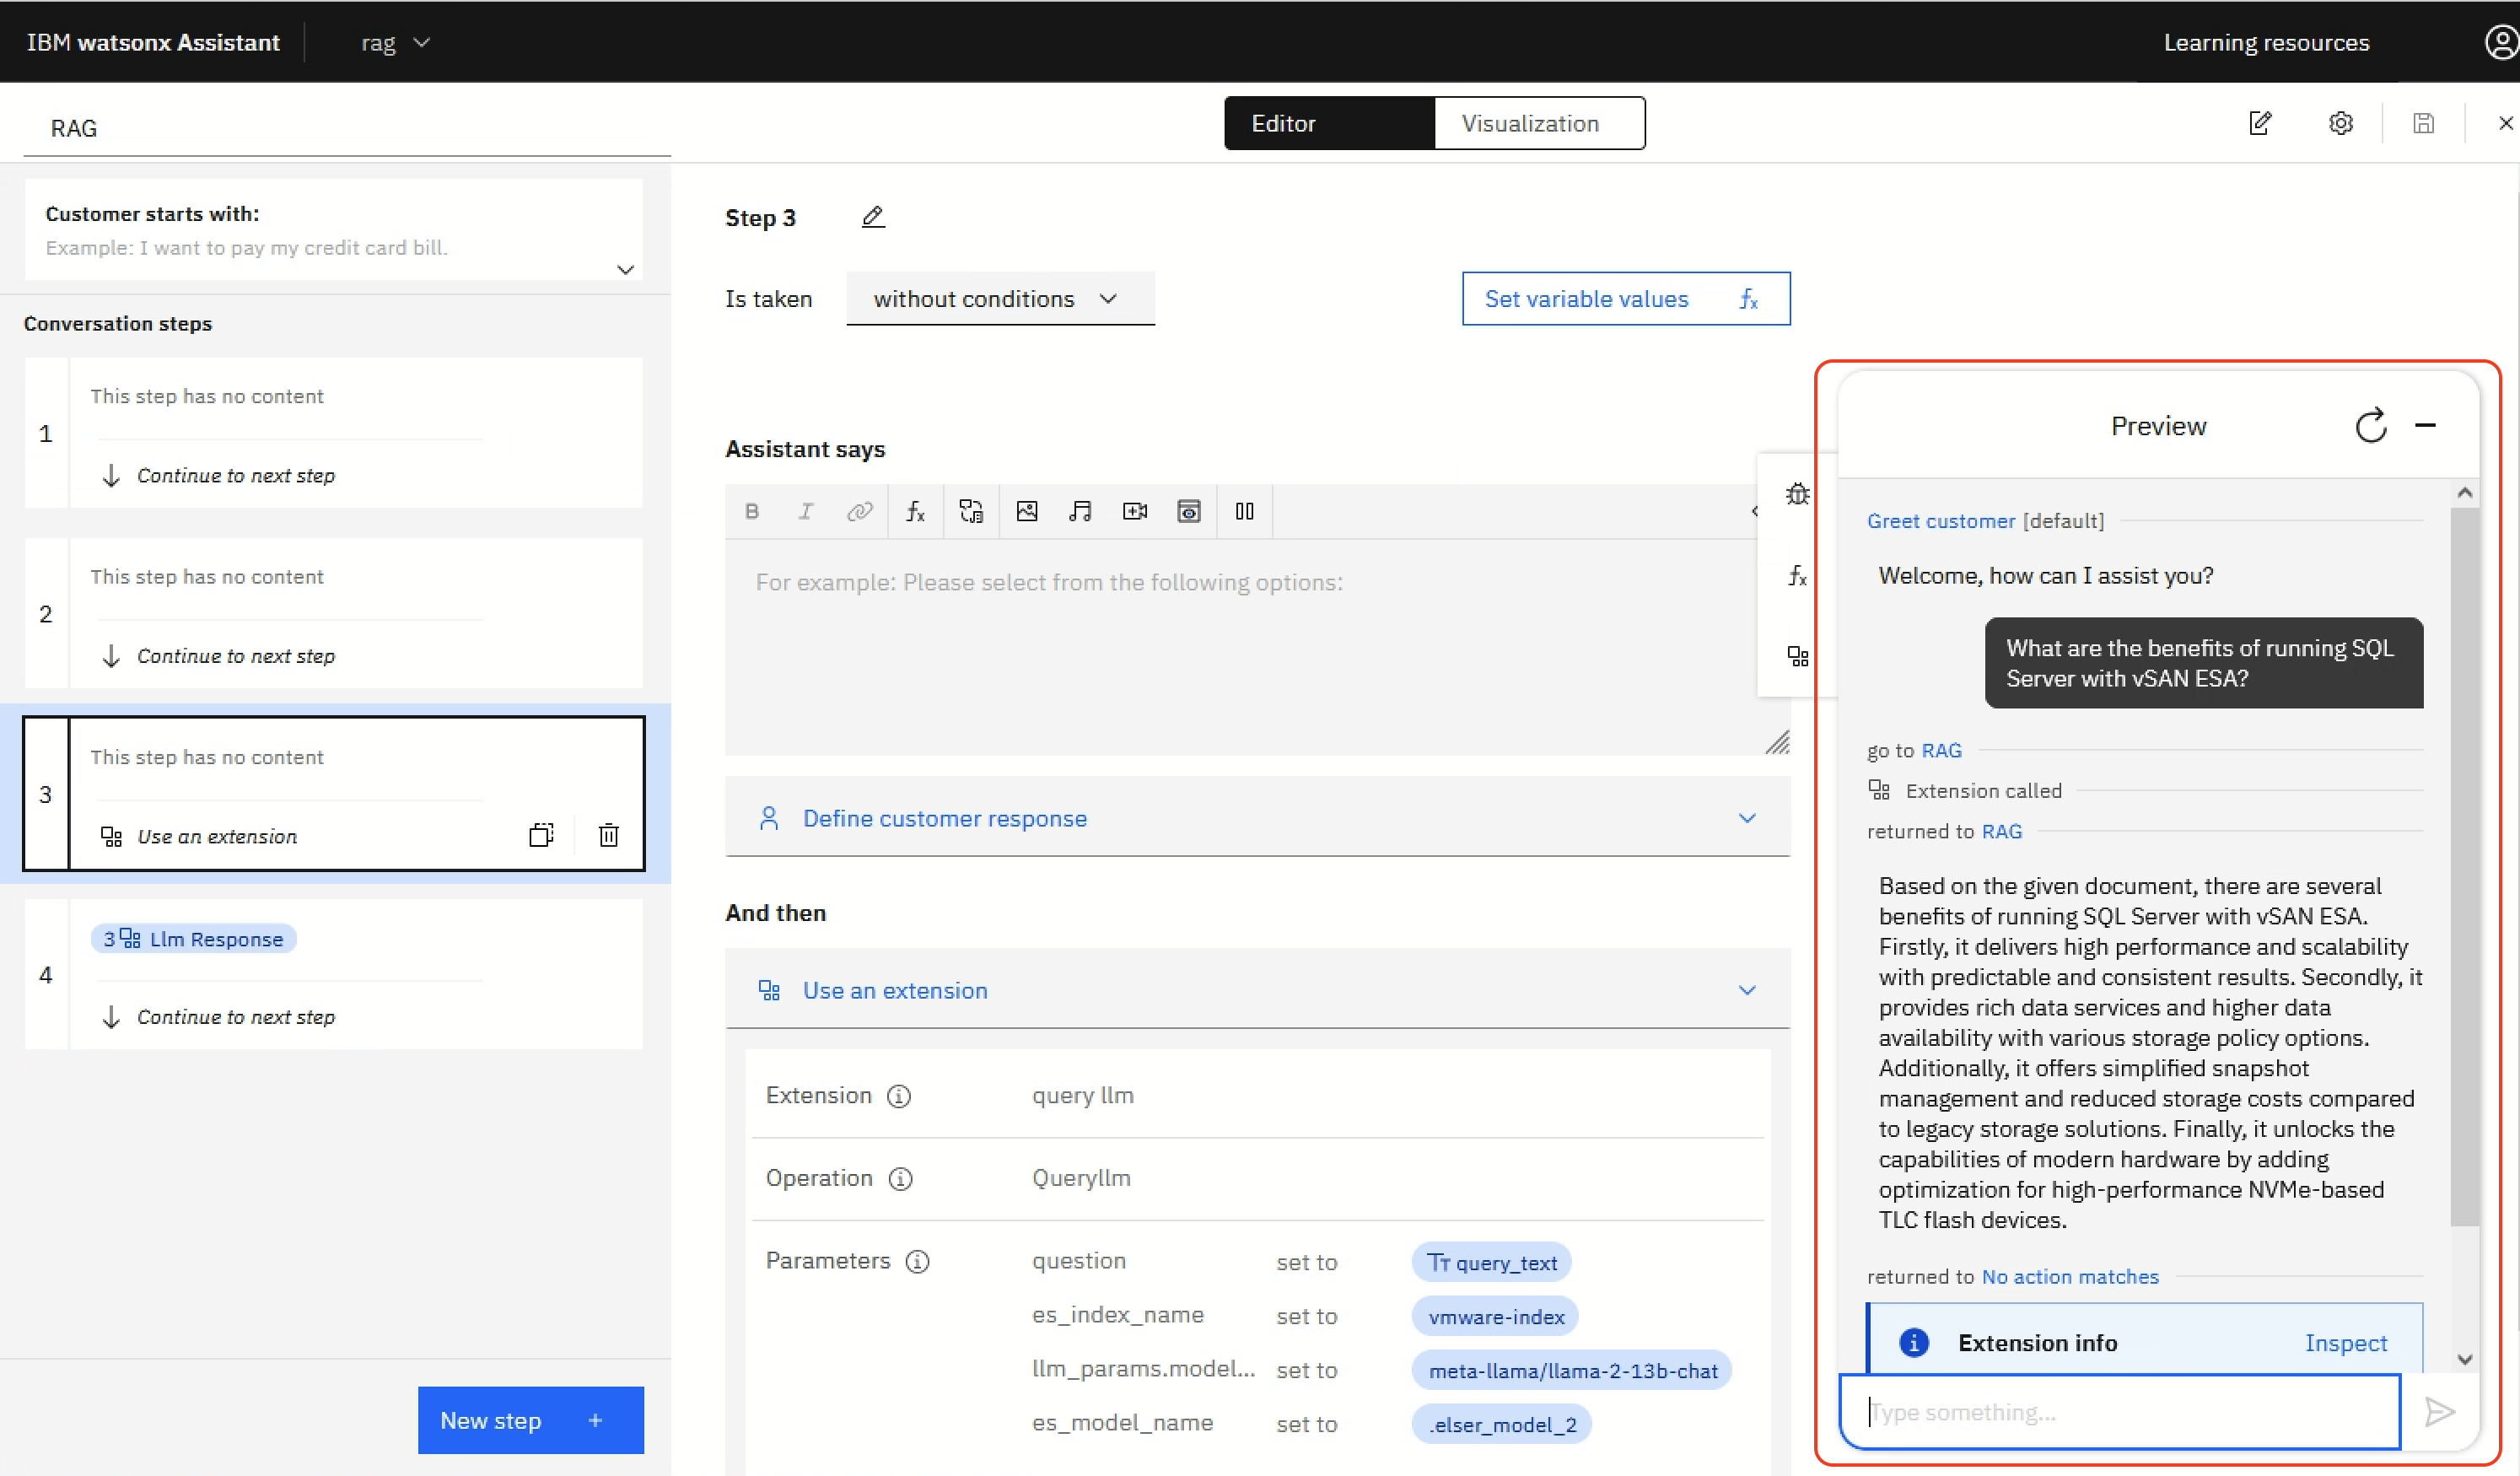 IBM watsonx Assistant
rag
Learning resources
RAG
Editor
Visualization
Customer starts with:
Example: I want to pay my credit card bill.
Conversation steps
1
This step has no content
Continue to next step
2
This step has no content
Continue to next step
3
This step has no content
Use an extension
4
3 Llm Response
Continue to next step
New step +
Step 3
Is taken
without conditions
Set variable values fx
Assistant says
B I fx
For example: Please select from the following options:
Define customer response
And then
Use an extension
Extension
query llm
Operation
Queryllm
Parameters
question set to Tт query_text
es_index_name set to vmware-index
llm_params.model... set to meta-llama/llama-2-13b-chat
es_model_name set to .elser_model_2
fx
Preview
Greet customer [default]
Welcome, how can I assist you?
What are the benefits of running SQL
Server with vSAN ESA?
go to RAG
Extension called
returned to RAG
Based on the given document, there are several
benefits of running SQL Server with vSAN ESA.
Firstly, it delivers high performance and scalability
with predictable and consistent results. Secondly, it
provides rich data services and higher data
availability with various storage policy options.
Additionally, it offers simplified snapshot
management and reduced storage costs compared
to legacy storage solutions. Finally, it unlocks the
capabilities of modern hardware by adding
optimization for high-performance NVMe-based
TLC flash devices.
returned to No action matches
Extension info
Inspect
Type something...